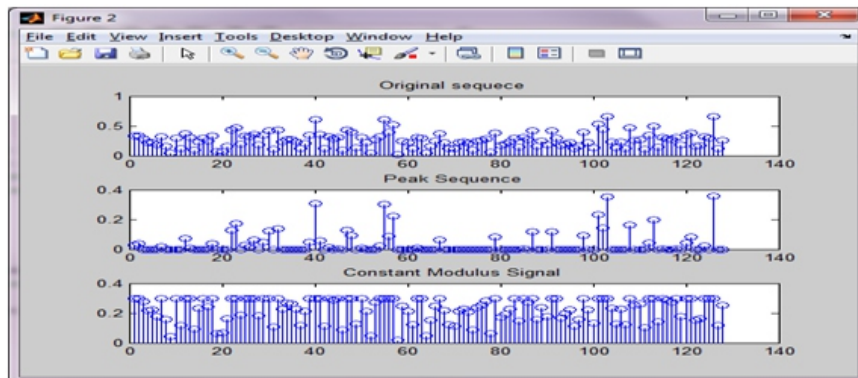 Figure 2
File Edit View Insert Tools Desktop Window Help
Original sequece
1
0.5
0
0 20 40 60 80 100 120 140
Peak Sequence
0.4
0.2
0
0 20 40 60 80 100 120 140
Constant Modulus Signal
0.4
0.2
0
0 20 40 60 80 100 120 140